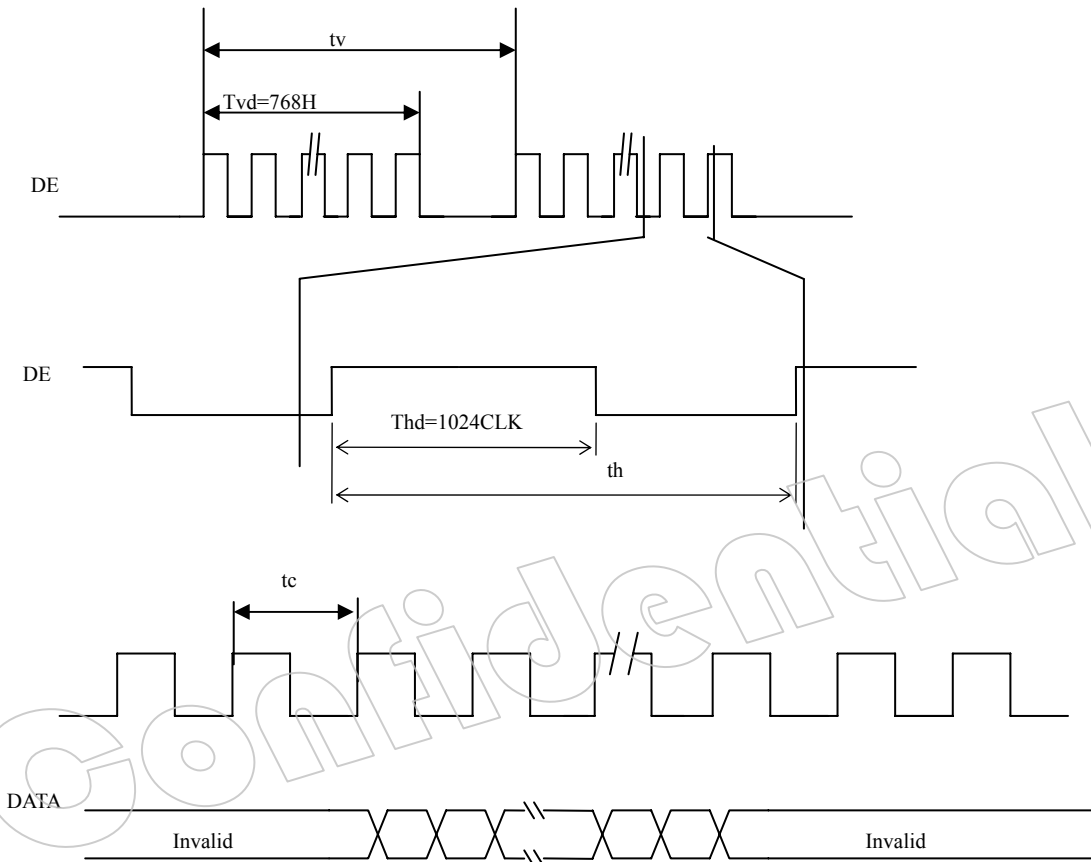 tv
Tvd=768H
DE
DE
Thd=1024CLK
th
tc
DATA
Invalid
Invalid
Confidential